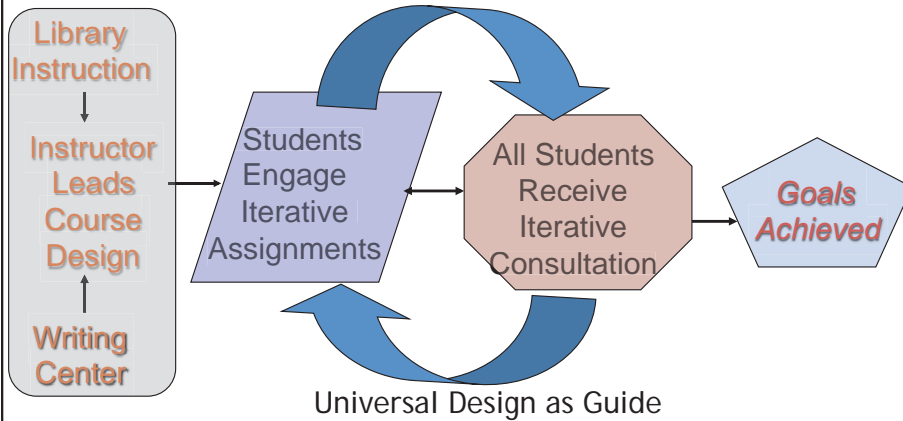 Library
Instruction
Instructor
Leads
Course
Design
Writing
Center
Students
Engage
Iterative
Assignments
All Students
Receive
Iterative
Consultation
Goals
Achieved
Universal Design as Guide